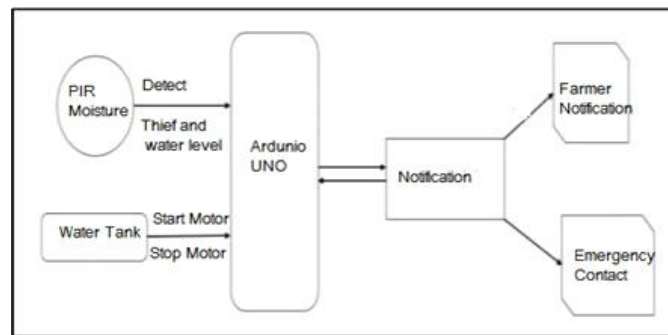 PIR
Moisture
Detect
Thief and
water level
Water Tank
Start Motor
Stop Motor
Ardunio
UNO
Notification
Farmer
Notification
Emergency
Contact